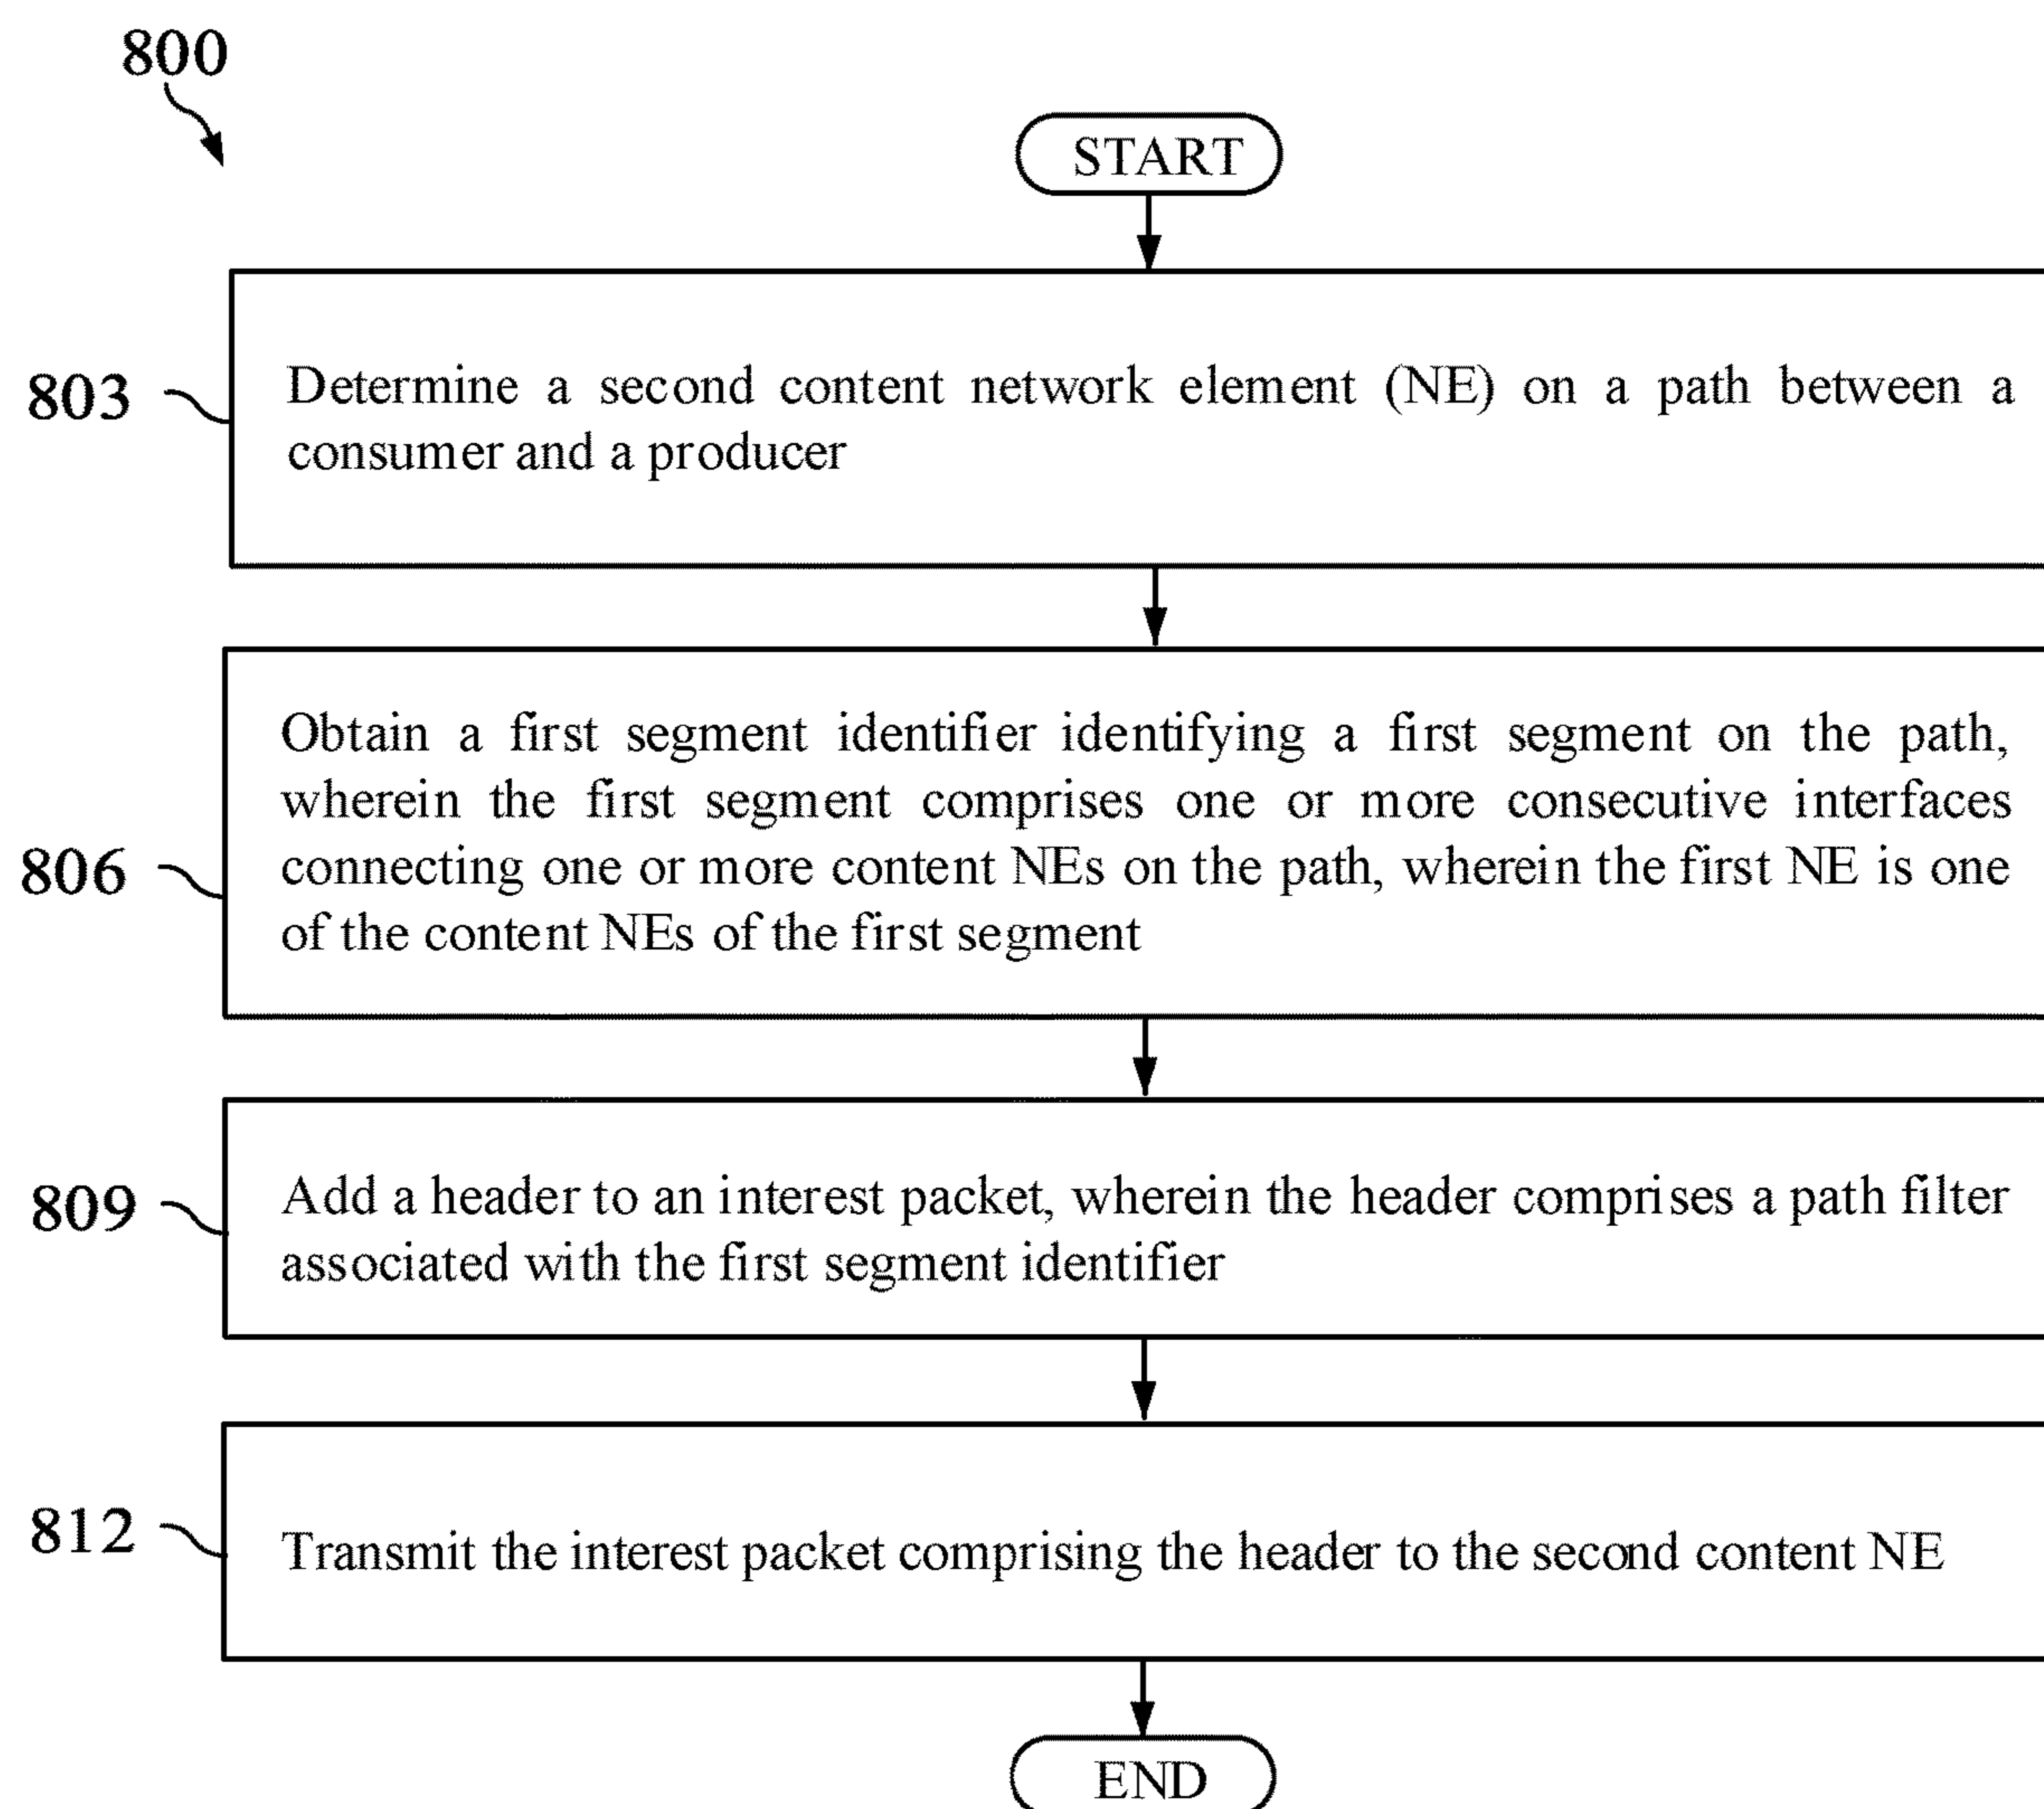 800
START
803
Determine a second content network element (NE) on a path between a
consumer and a producer
806
Obtain a first segment identifier identifying a first segment on the path,
wherein the first segment comprises one or more consecutive interfaces
connecting one or more content NEs on the path, wherein the first NE is one
of the content NEs of the first segment
809
Add a header to an interest packet, wherein the header comprises a path filter
associated with the first segment identifier
812
Transmit the interest packet comprising the header to the second content NE
END